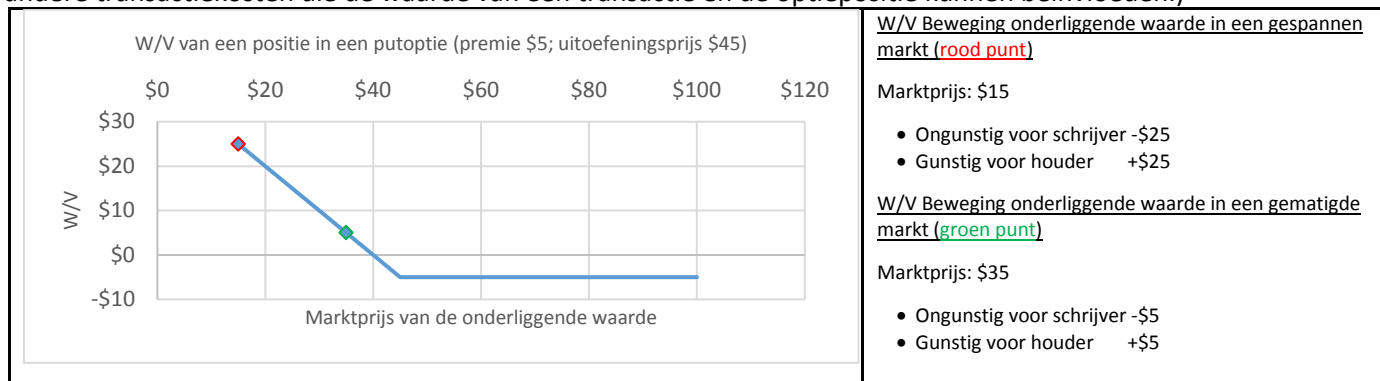 andere transactiekosten die de waarde van een transactie en de optiepositie kunnen beïnvloeden.)
W/V van een positie in een putoptie (premie $5; uitoefeningsprijs $45)
$0 $20 $40 $60 $80 $100 $120
$30
$20
$10
$0
-$10
W/V
Marktprijs van de onderliggende waarde
W/V Beweging onderliggende waarde in een gespannen
markt (rood punt)
Marktprijs: $15
• Ongunstig voor schrijver -$25
• Gunstig voor houder +$25
W/V Beweging onderliggende waarde in een gematigde
markt (groen punt)
Marktprijs: $35
• Ongunstig voor schrijver -$5
• Gunstig voor houder +$5